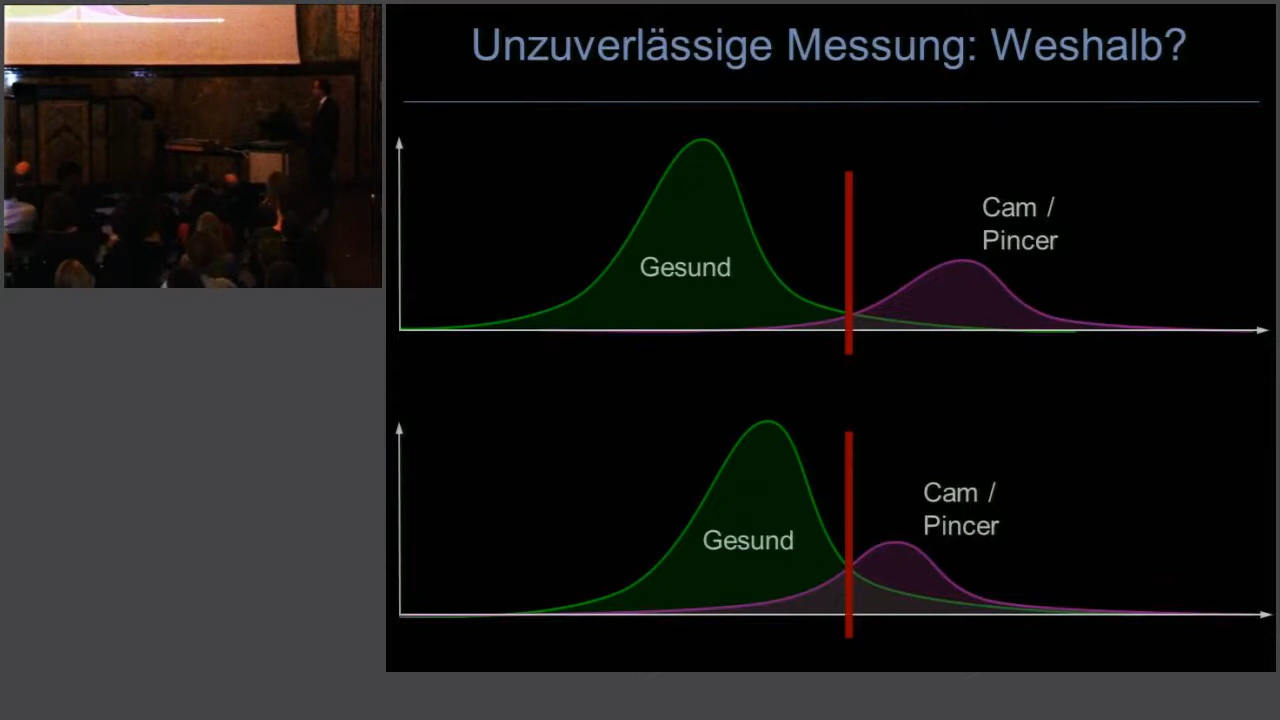 Unzuverlässige Messung: Weshalb?
Gesund
Cam /
Pincer
Gesund
Cam /
Pincer